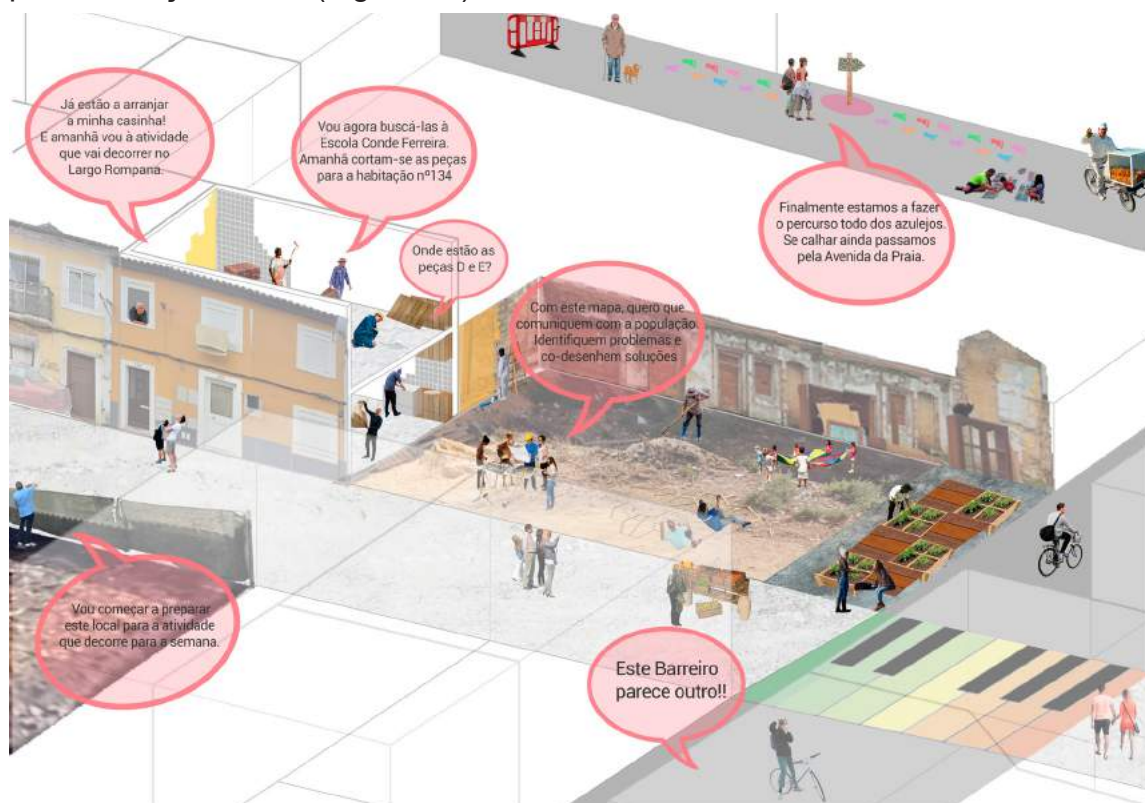 Já estão a arranjar
a minha casinha!
E amanhã vou à atividade
que vai decorrer no
Largo Rompana.
Vou agora buscá-las à
Escola Conde Ferreira.
Amanhã cortam-se as peças
para a habitação nº134
Onde estão as
peças D e E?
Finalmente estamos a fazer
o percurso todo dos azulejos.
Se calhar ainda passamos
pela Avenida da Praia.
Com este mapa, quero que
comuniquem com a população
Identifiquem problemas e
co-desenhem soluções
Vou começar a preparar
este local para a atividade
que decorre para a semana.
Este Barreiro
parece outro!!